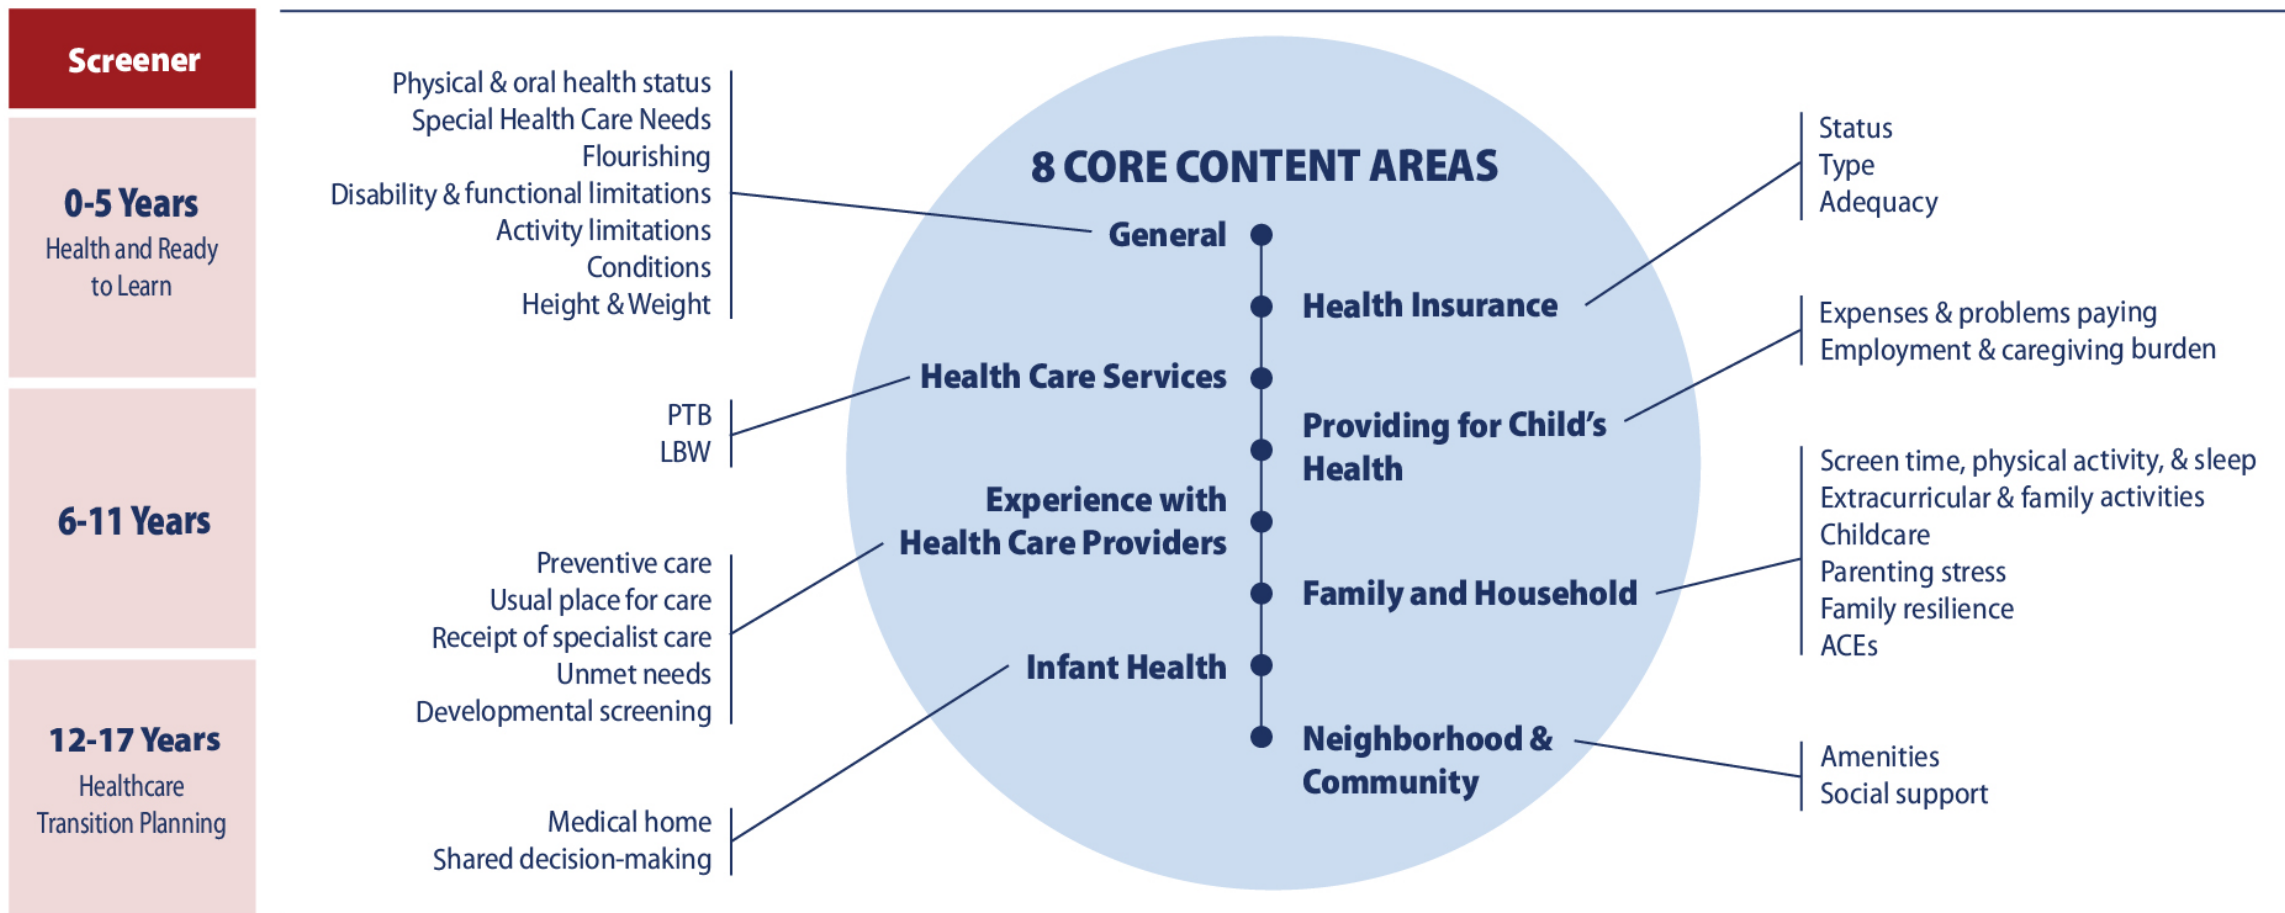 Screener
0-5 Years
Health and Ready
to Learn
6-11 Years
12-17 Years
Healthcare
Transition Planning
8 CORE CONTENT AREAS
Physical & oral health status
Special Health Care Needs
Flourishing
Disability & functional limitations
Activity limitations
Conditions
Height & Weight
General
Health Insurance
Status
Type
Adequacy
PTB
LBW
Health Care Services
Providing for Child’s
Health
Expenses & problems paying
Employment & caregiving burden
Preventive care
Usual place for care
Receipt of specialist care
Unmet needs
Developmental screening
Experience with
Health Care Providers
Family and Household
Screen time, physical activity, & sleep
Extracurricular & family activities
Childcare
Parenting stress
Family resilience
ACEs
Medical home
Shared decision-making
Infant Health
Neighborhood &
Community
Amenities
Social support